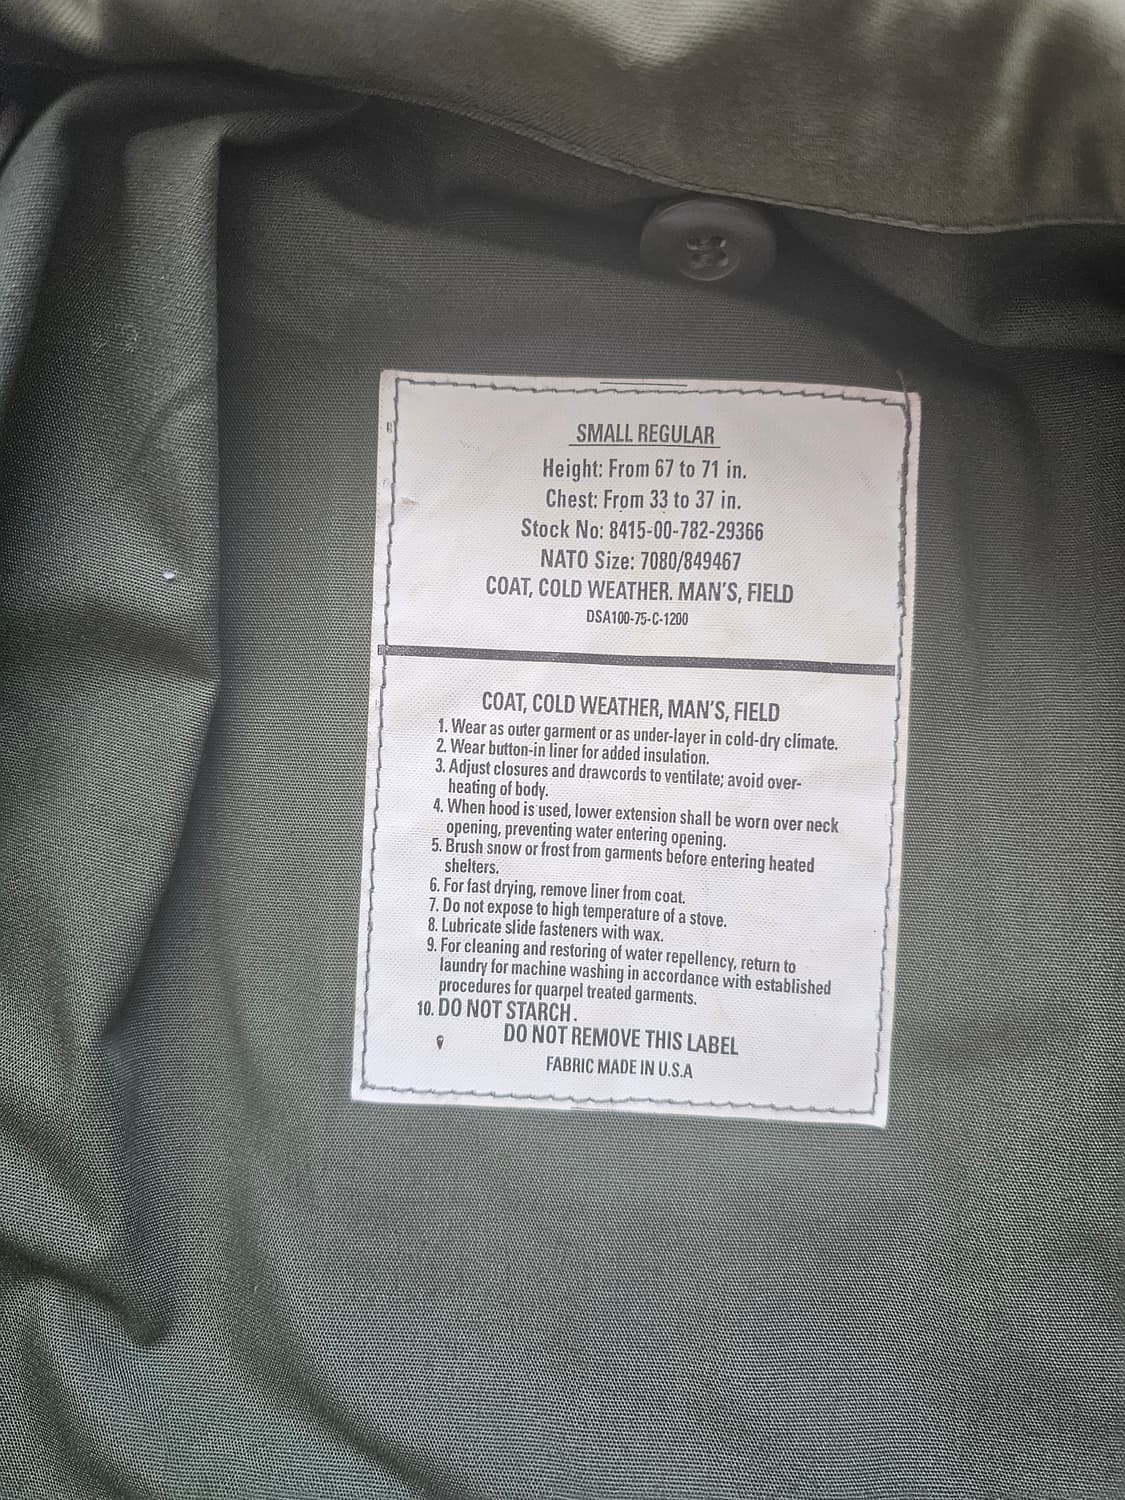 SMALL REGULAR
Height: From 67 to 71 in.
Chest: From 33 to 37 in.
Stock No: 8415-00-782-29366
NATO Size: 7080/849467
COAT, COLD WEATHER. MAN'S, FIELD
DSA100-75-C-1200
COAT, COLD WEATHER, MAN'S, FIELD
1. Wear as outer garment or as under-layer in cold-dry climate.
2. Wear button-in liner for added insulation.
3. Adjust closures and drawcords to ventilate; avoid over-
heating of body.
4. When hood is used, lower extension shall be worn over neck
opening, preventing water entering opening.
5. Brush snow or frost from garments before entering heated
shelters.
6. For fast drying, remove liner from coat.
7. Do not expose to high temperature of a stove.
8. Lubricate slide fasteners with wax.
9. For cleaning and restoring of water repellency, return to
laundry for machine washing in accordance with established
procedures for quarpel treated garments.
10. DO NOT STARCH.
DO NOT REMOVE THIS LABEL
FABRIC MADE IN U.S.A